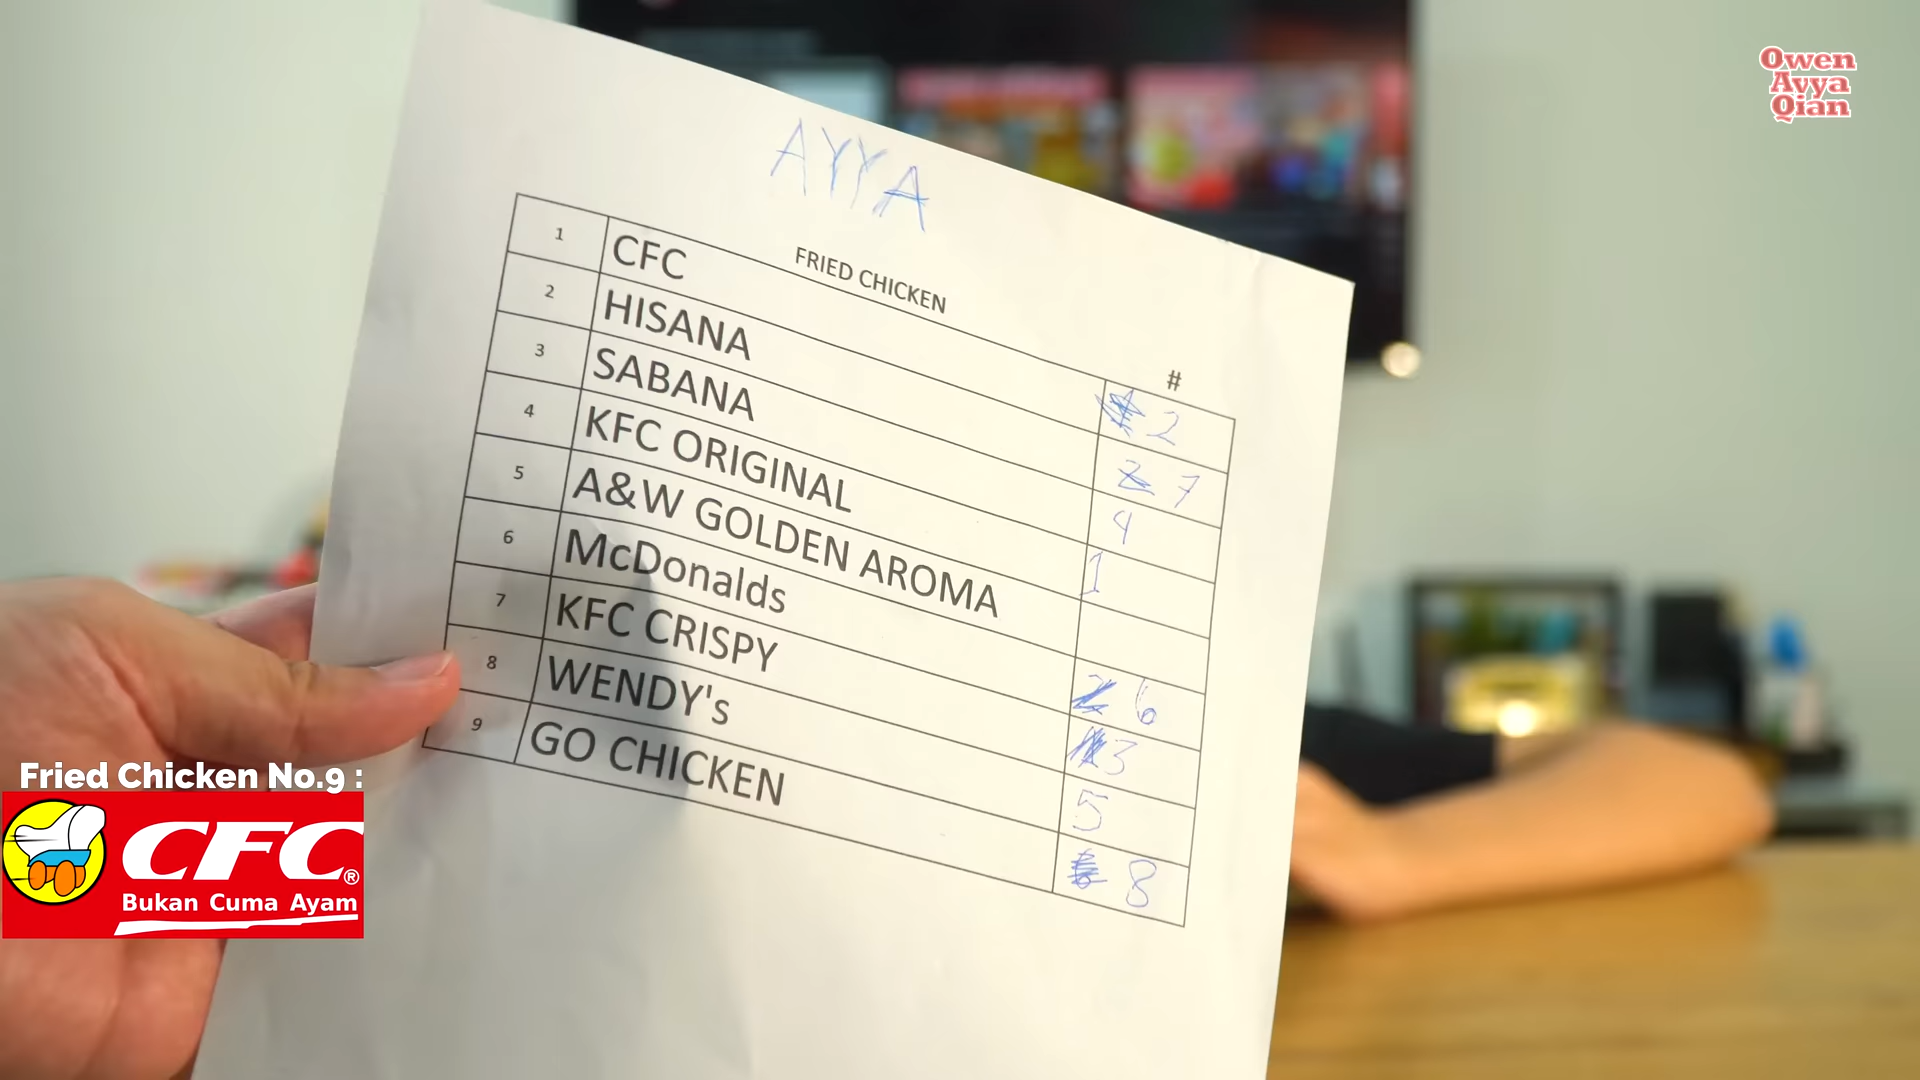 Owen
Ayya
Qian
AYYA
FRIED CHICKEN #
1 CFC 2
2 HISANA 7
3 SABANA
4 KFC ORIGINAL 1
5 A&W GOLDEN AROMA
6 McDonalds 6
7 KFC CRISPY 3
8 WENDY's 5
9 GO CHICKEN 8
Fried Chicken No.9 :
CFC®
Bukan Cuma Ayam